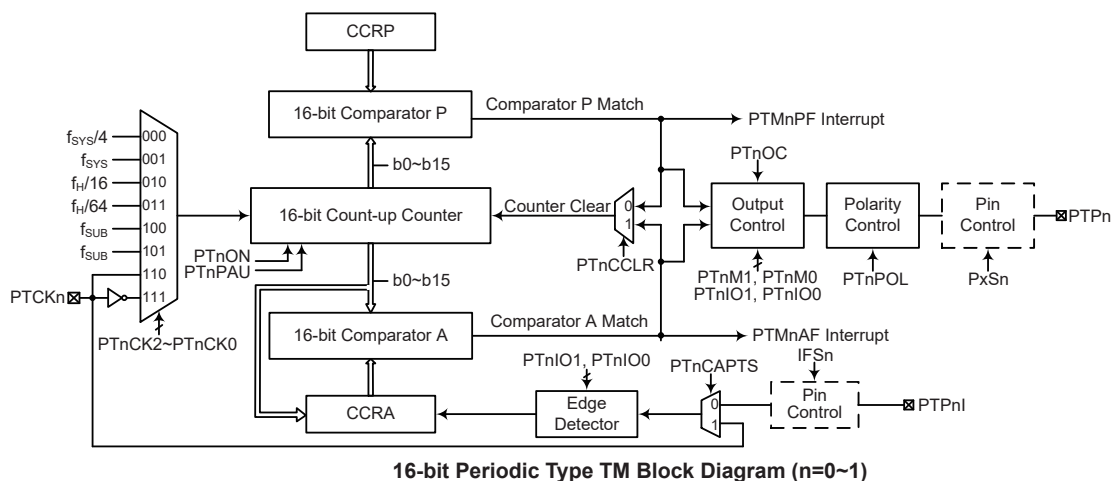 CCRP
16-bit Comparator P
Comparator P Match
PTMnPF Interrupt
fSYS/4
000
fSYS
001
fH/16
010
fH/64
011
fSUB
100
fSUB
101
110
111
PTCKn
PTnCK2~PTnCK0
b0~b15
16-bit Count-up Counter
Counter Clear
0
1
PTnCCLR
PTnON
PTnPAU
b0~b15
PTnOC
Output
Control
PTnM1, PTnM0
PTnIO1, PTnIO0
Polarity
Control
PTnPOL
Pin
Control
PxSn
PTPn
16-bit Comparator A
Comparator A Match
PTMnAF Interrupt
CCRA
PTnIO1, PTnIO0
Edge
Detector
PTnCAPTS
0
1
IFSn
Pin
Control
PTPnI
16-bit Periodic Type TM Block Diagram (n=0~1)